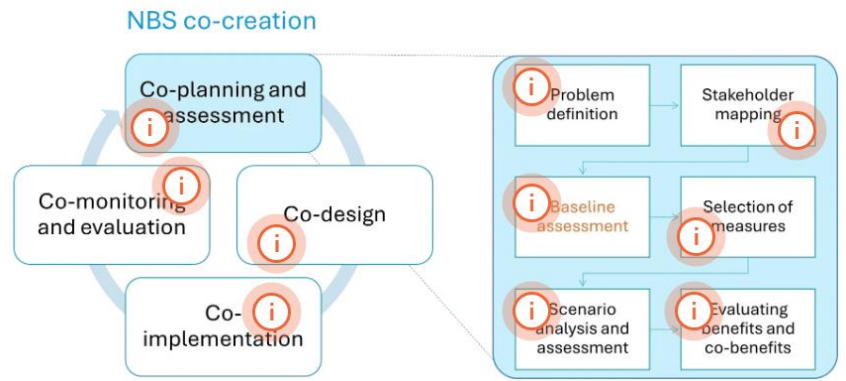 NBS co-creation
Co-planning and
assessment
Co-monitoring
and evaluation
Co-design
Co-
implementation
Problem
definition
Stakeholder
mapping
Baseline
assessment
Selection of
measures
Scenario
analysis and
assessment
Evaluating
benefits and
co-benefits
i
i
i
i
i
i
i
i
i
i